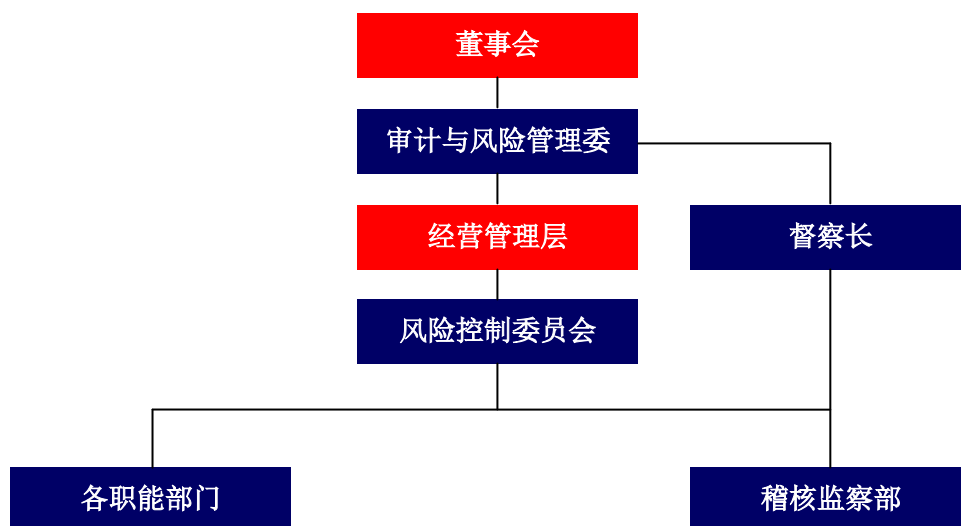 董事会
审计与风险管理委
经营管理层
督察长
风险控制委员会
各职能部门
稽核监察部